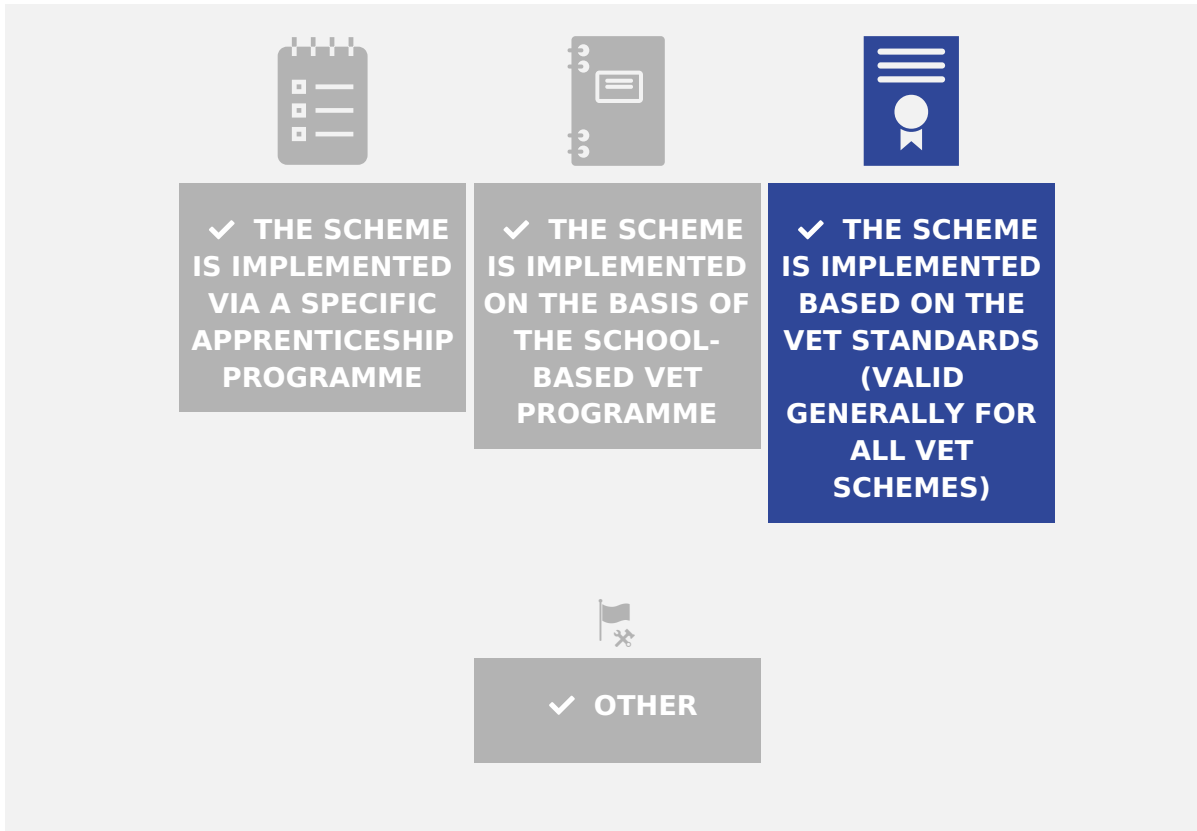 ✓ THE SCHEME
IS IMPLEMENTED
VIA A SPECIFIC
APPRENTICESHIP
PROGRAMME
✓ THE SCHEME
IS IMPLEMENTED
ON THE BASIS OF
THE SCHOOL-
BASED VET
PROGRAMME
✓ THE SCHEME
IS IMPLEMENTED
BASED ON THE
VET STANDARDS
(VALID
GENERALLY FOR
ALL VET
SCHEMES)
✓ OTHER